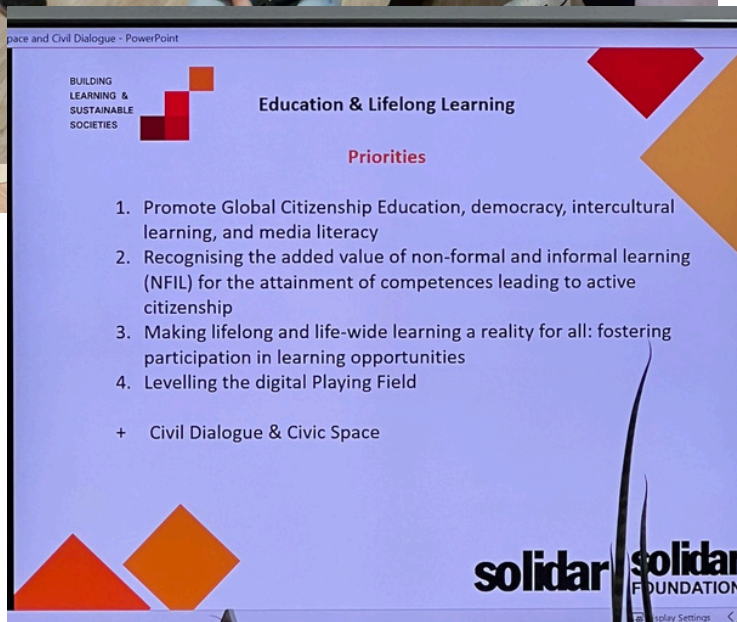 pace and Civil Dialogue - PowerPoint
BUILDING
LEARNING &
SUSTAINABLE
SOCIETIES
Education & Lifelong Learning
Priorities
1. Promote Global Citizenship Education, democracy, intercultural
learning, and media literacy
2. Recognising the added value of non-formal and informal learning
(NFIL) for the attainment of competences leading to active
citizenship
3. Making lifelong and life-wide learning a reality for all: fostering
participation in learning opportunities
4. Levelling the digital Playing Field
+ Civil Dialogue & Civic Space
solidar
solidar
FOUNDATION
Display Settings